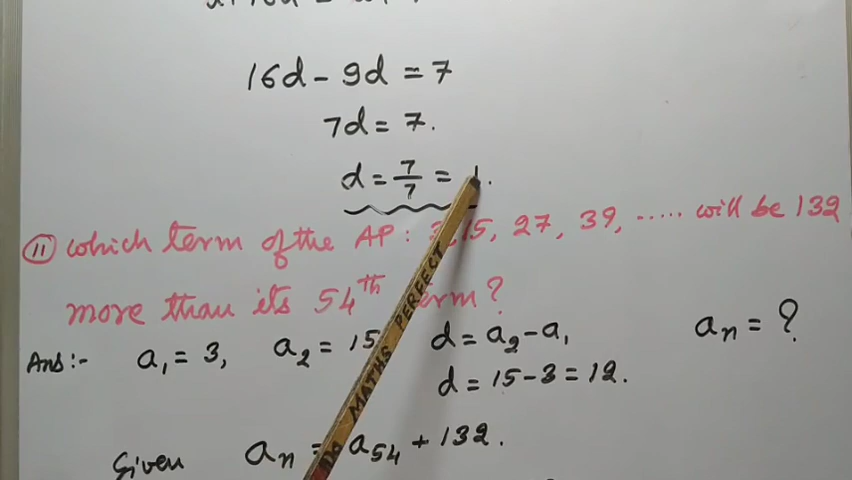 16d - 9d = 7
7d = 7.
d = 7/7 = 1.
(11) Which term of the AP: 3, 15, 27, 39, ..... will be 132
more than its 54th term?
Ans:- a₁ = 3, a₂ = 15 d = a₂ - a₁ aₙ = ?
d = 15 - 3 = 12.
Given aₙ = a₅₄ + 132.
MATHS PERFECT